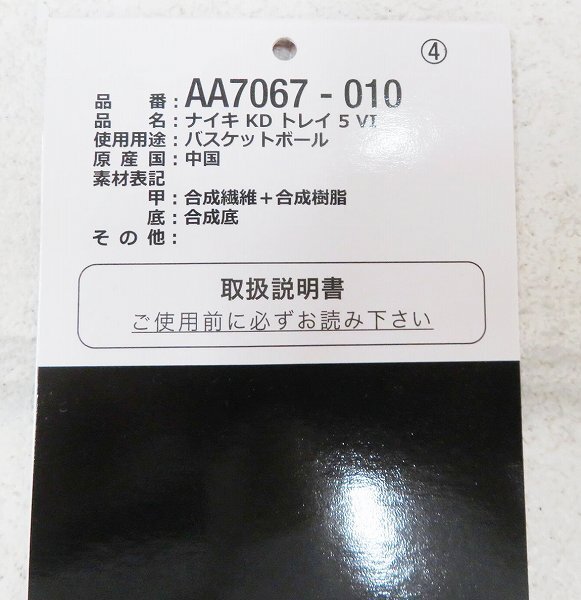 ④
品番：AA7067 - 010
品名：ナイキ KD トレイ 5 VI
使用用途：バスケットボール
原産国：中国
素材表記
甲：合成繊維＋合成樹脂
底：合成底
その他：
取扱説明書
ご使用前に必ずお読み下さい